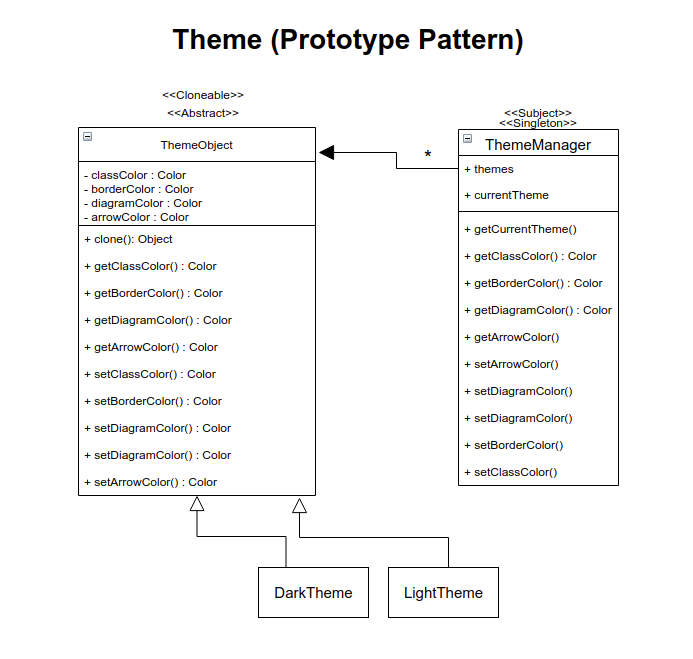 Theme (Prototype Pattern)
<<Cloneable>>
<<Abstract>>
ThemeObject
- classColor : Color
- borderColor : Color
- diagramColor : Color
- arrowColor : Color
+ clone(): Object
+ getClassColor() : Color
+ getBorderColor() : Color
+ getDiagramColor() : Color
+ getArrowColor() : Color
+ setClassColor() : Color
+ setBorderColor() : Color
+ setDiagramColor() : Color
+ setDiagramColor() : Color
+ setArrowColor() : Color
*
<<Subject>>
<<Singleton>>
ThemeManager
+ themes
+ currentTheme
+ getCurrentTheme()
+ getClassColor() : Color
+ getBorderColor() : Color
+ getDiagramColor() : Color
+ getArrowColor()
+ setArrowColor()
+ setDiagramColor()
+ setDiagramColor()
+ setBorderColor()
+ setClassColor()
DarkTheme
LightTheme